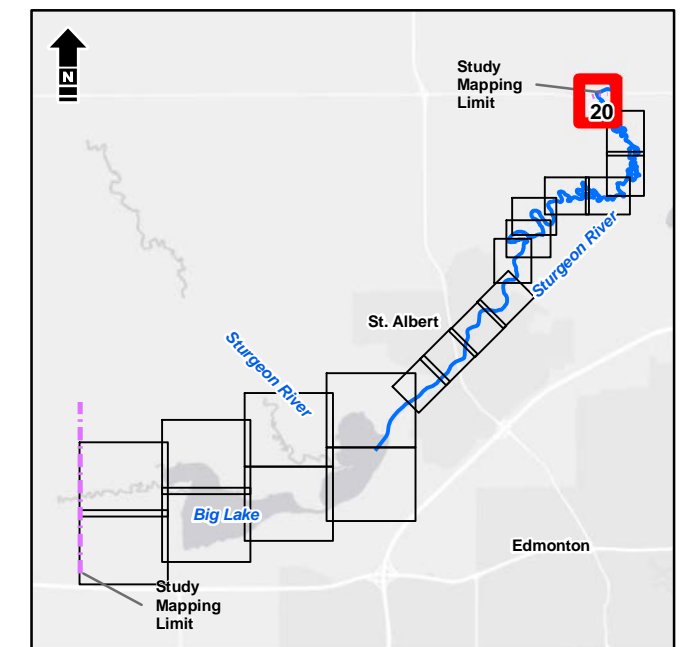 N
Study
Mapping
Limit
20
Sturgeon River
St. Albert
Sturgeon River
Big Lake
Edmonton
Study
Mapping
Limit